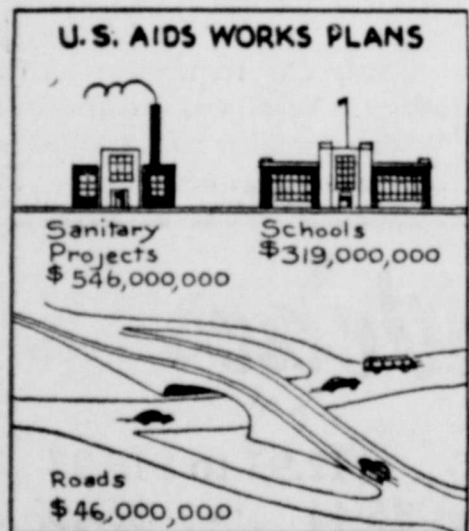 U.S. AIDS WORKS PLANS
Sanitary
Projects
$546,000,000
Schools
$319,000,000
Roads
$46,000,000